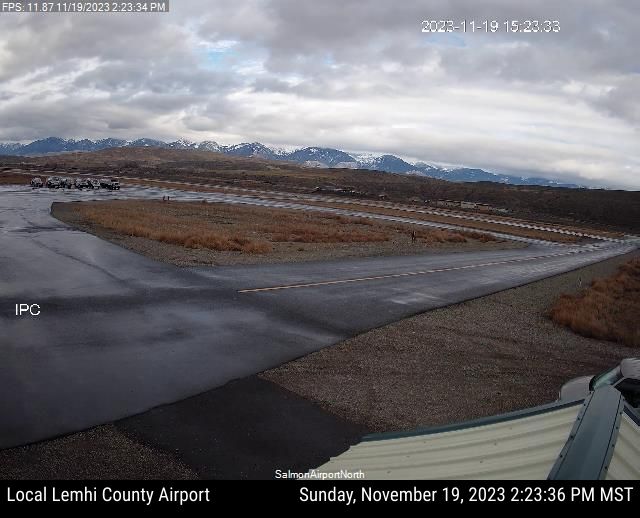 FPS: 11.87 11/19/2023 2:23:34 PM
2023-11-19 15:23:33
IPC
SalmonAirportNorth
Local Lemhi County Airport
Sunday, November 19, 2023 2:23:36 PM MST